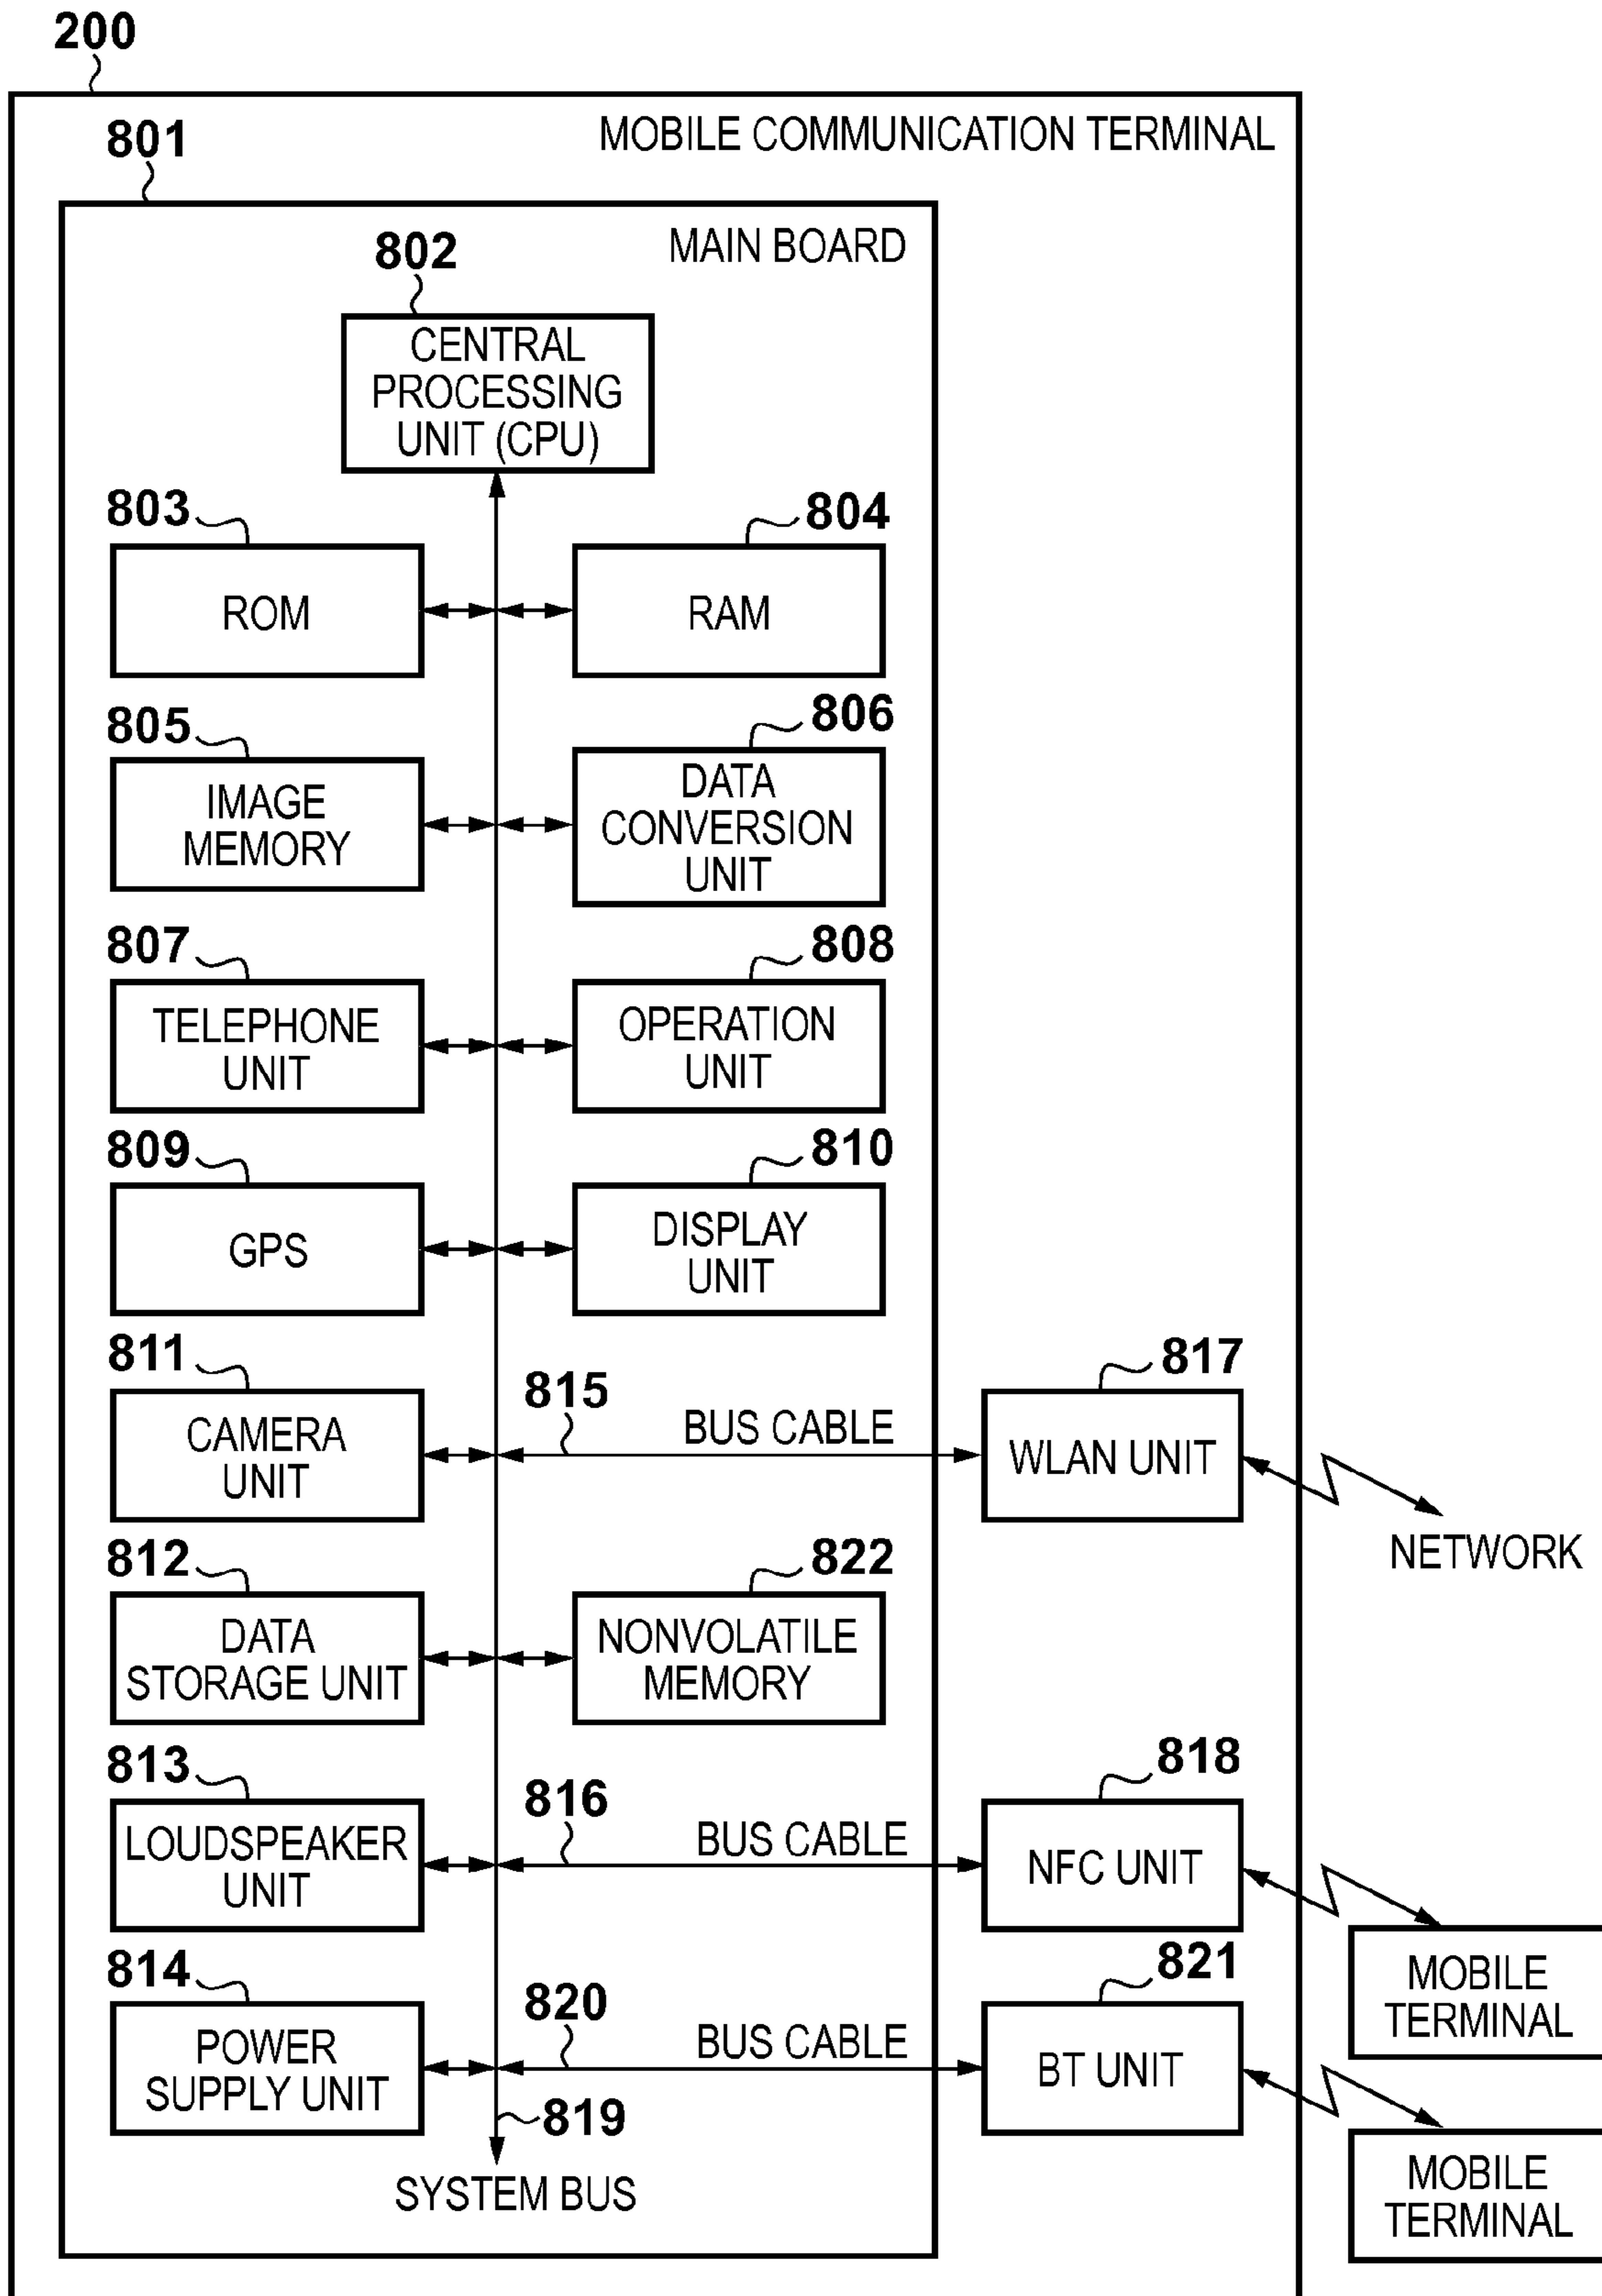 200
MOBILE COMMUNICATION TERMINAL
801
MAIN BOARD
802
CENTRAL
PROCESSING
UNIT (CPU)
803
ROM
804
RAM
805
IMAGE
MEMORY
806
DATA
CONVERSION
UNIT
807
TELEPHONE
UNIT
808
OPERATION
UNIT
809
GPS
810
DISPLAY
UNIT
811
CAMERA
UNIT
815
BUS CABLE
817
WLAN UNIT
NETWORK
812
DATA
STORAGE UNIT
822
NONVOLATILE
MEMORY
813
LOUDSPEAKER
UNIT
816
BUS CABLE
818
NFC UNIT
MOBILE
TERMINAL
814
POWER
SUPPLY UNIT
820
BUS CABLE
821
BT UNIT
MOBILE
TERMINAL
819
SYSTEM BUS